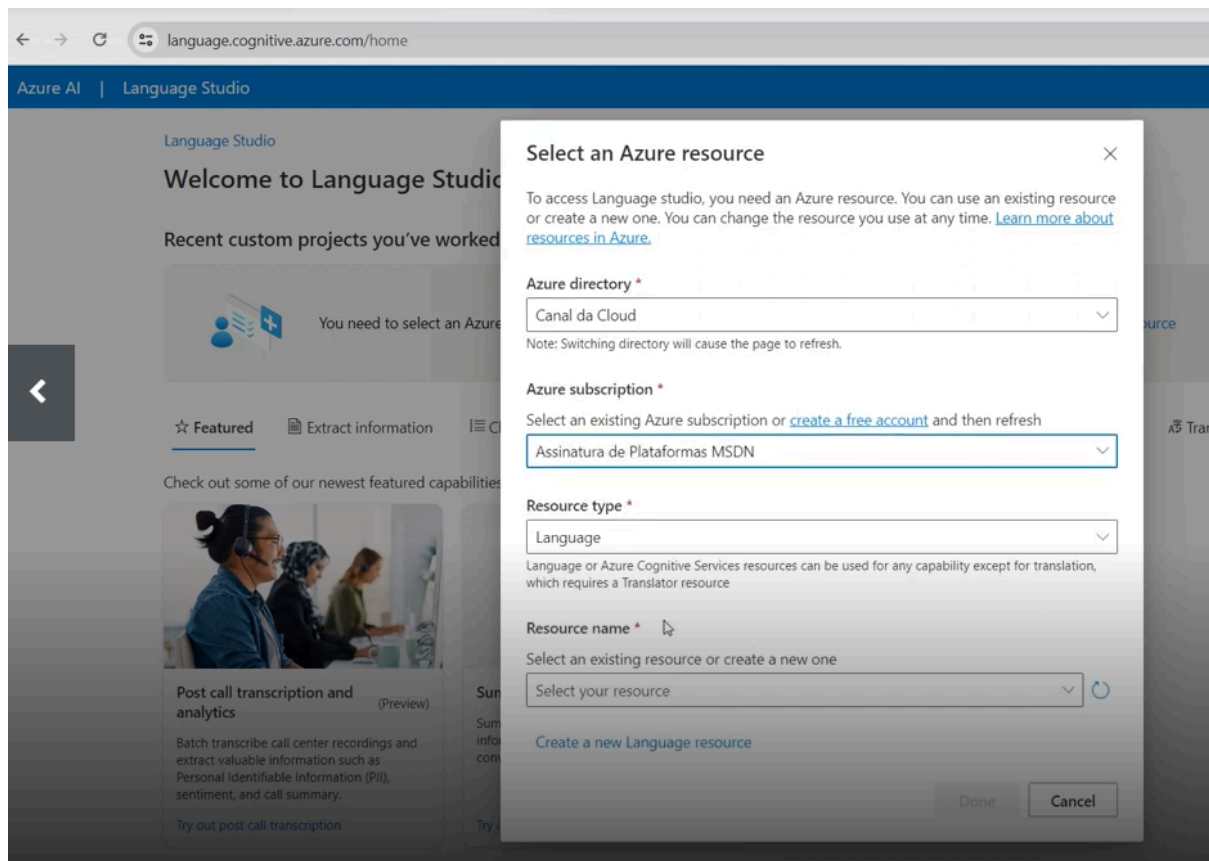 language.cognitive.azure.com/home
Azure AI | Language Studio
Language Studio
Welcome to Language Studio
Recent custom projects you've worked
You need to select an Azure
Featured
Extract information
Check out some of our newest featured capabilities
Post call transcription and
analytics
(Preview)
Batch transcribe call center recordings and
extract valuable information such as
Personal Identifiable Information (PII),
sentiment, and call summary.
Try out post call transcription
Select an Azure resource
To access Language studio, you need an Azure resource. You can use an existing resource
or create a new one. You can change the resource you use at any time. Learn more about
resources in Azure.
Azure directory *
Canal da Cloud
Note: Switching directory will cause the page to refresh.
Azure subscription *
Select an existing Azure subscription or create a free account and then refresh
Assinatura de Plataformas MSDN
Resource type *
Language
Language or Azure Cognitive Services resources can be used for any capability except for translation,
which requires a Translator resource
Resource name *
Select an existing resource or create a new one
Select your resource
Create a new Language resource
Done
Cancel